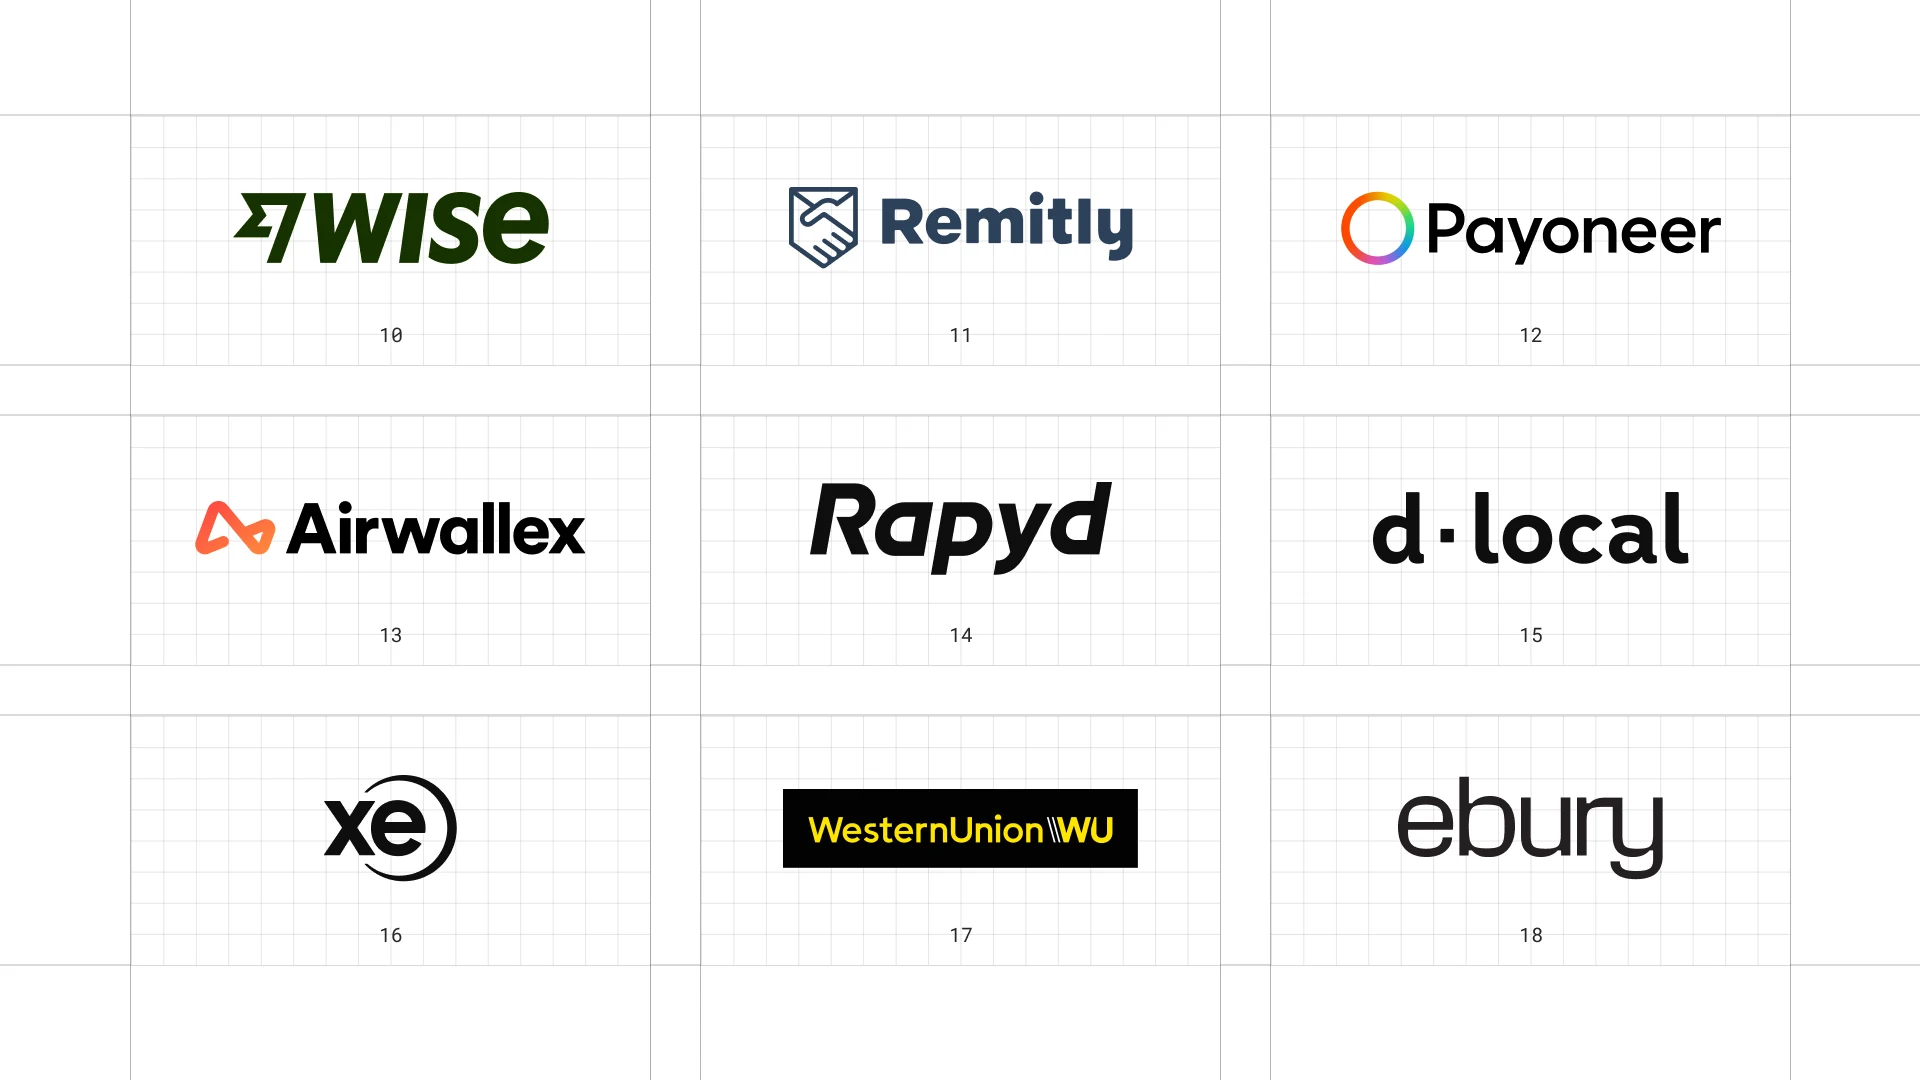 WISE
Remitly
Payoneer
10
11
12
Airwallex
Rapyd
d·local
13
14
15
xe
WesternUnion WU
ebury
16
17
18